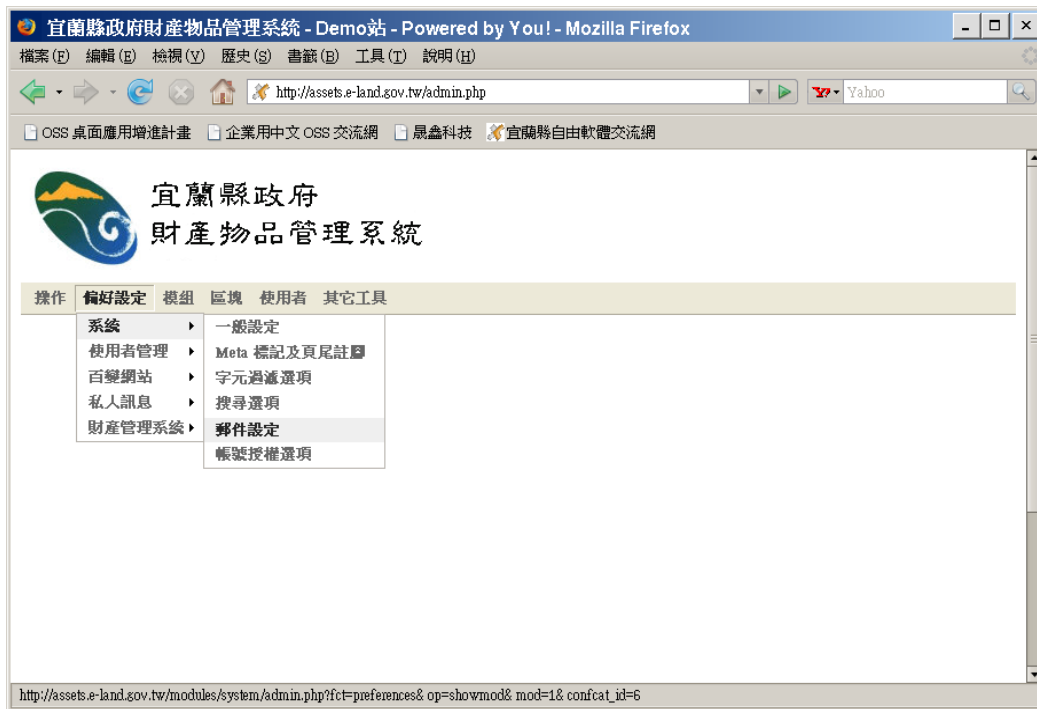 宜蘭縣政府財產物品管理系統 - Demo站 - Powered by You! - Mozilla Firefox
檔案(F) 編輯(E) 檢視(V) 歷史(S) 書籤(B) 工具(T) 說明(H)
http://assets.e-land.gov.tw/admin.php Yahoo
OSS 桌面應用增進計畫 企業用中文 OSS 交流網 晟鑫科技 宜蘭縣自由軟體交流網
宜蘭縣政府
財產物品管理系統
操作 偏好設定 模組 區塊 使用者 其它工具
系統 一般設定
使用者管理 Meta 標記及頁尾註
百變網站 字元過濾選項
私人訊息 搜尋選項
財產管理系統 郵件設定
帳號授權選項
http://assets.e-land.gov.tw/modules/system/admin.php?fct=preferences& op=showmod& mod=1& confcat_id=6